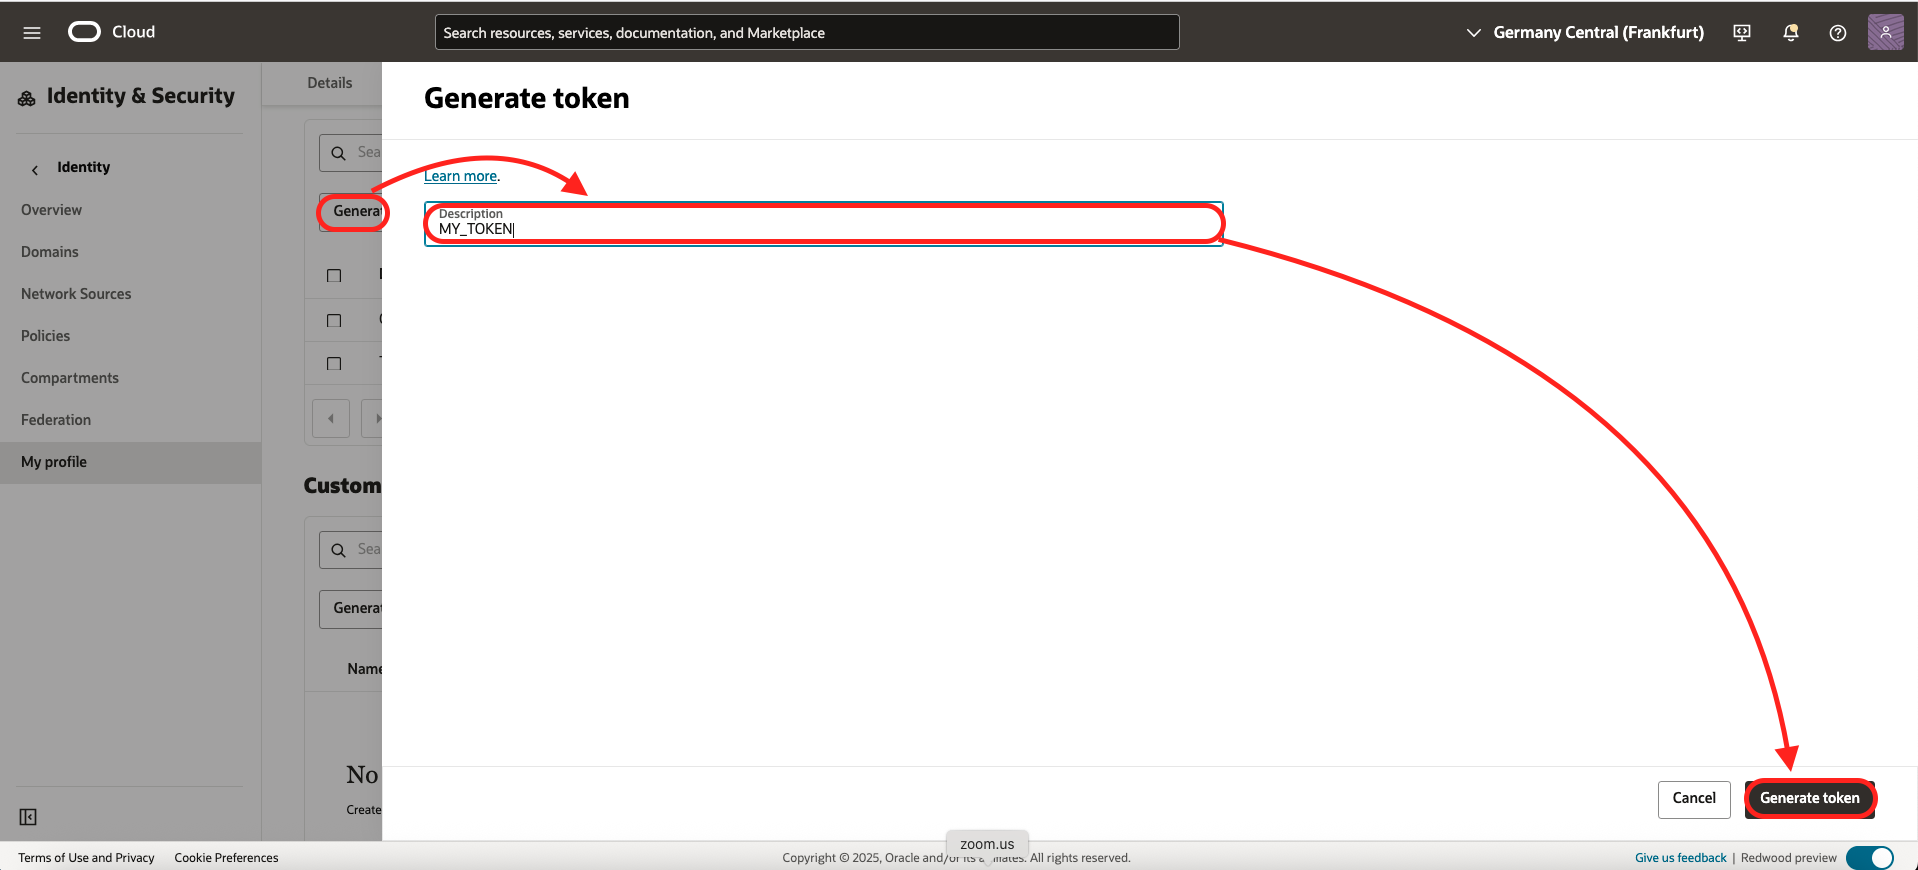 Cloud
Search resources, services, documentation, and Marketplace
Germany Central (Frankfurt)
Identity & Security
Identity
Overview
Domains
Network Sources
Policies
Compartments
Federation
My profile
Details
Sea
Genera
Custom
Sea
Genera
Name
No
Create
Generate token
Learn more.
Description
MY_TOKEN
Cancel
Generate token
zoom.us
Terms of Use and Privacy
Cookie Preferences
Copyright © 2025, Oracle and/or its affiliates. All rights reserved.
Give us feedback | Redwood preview